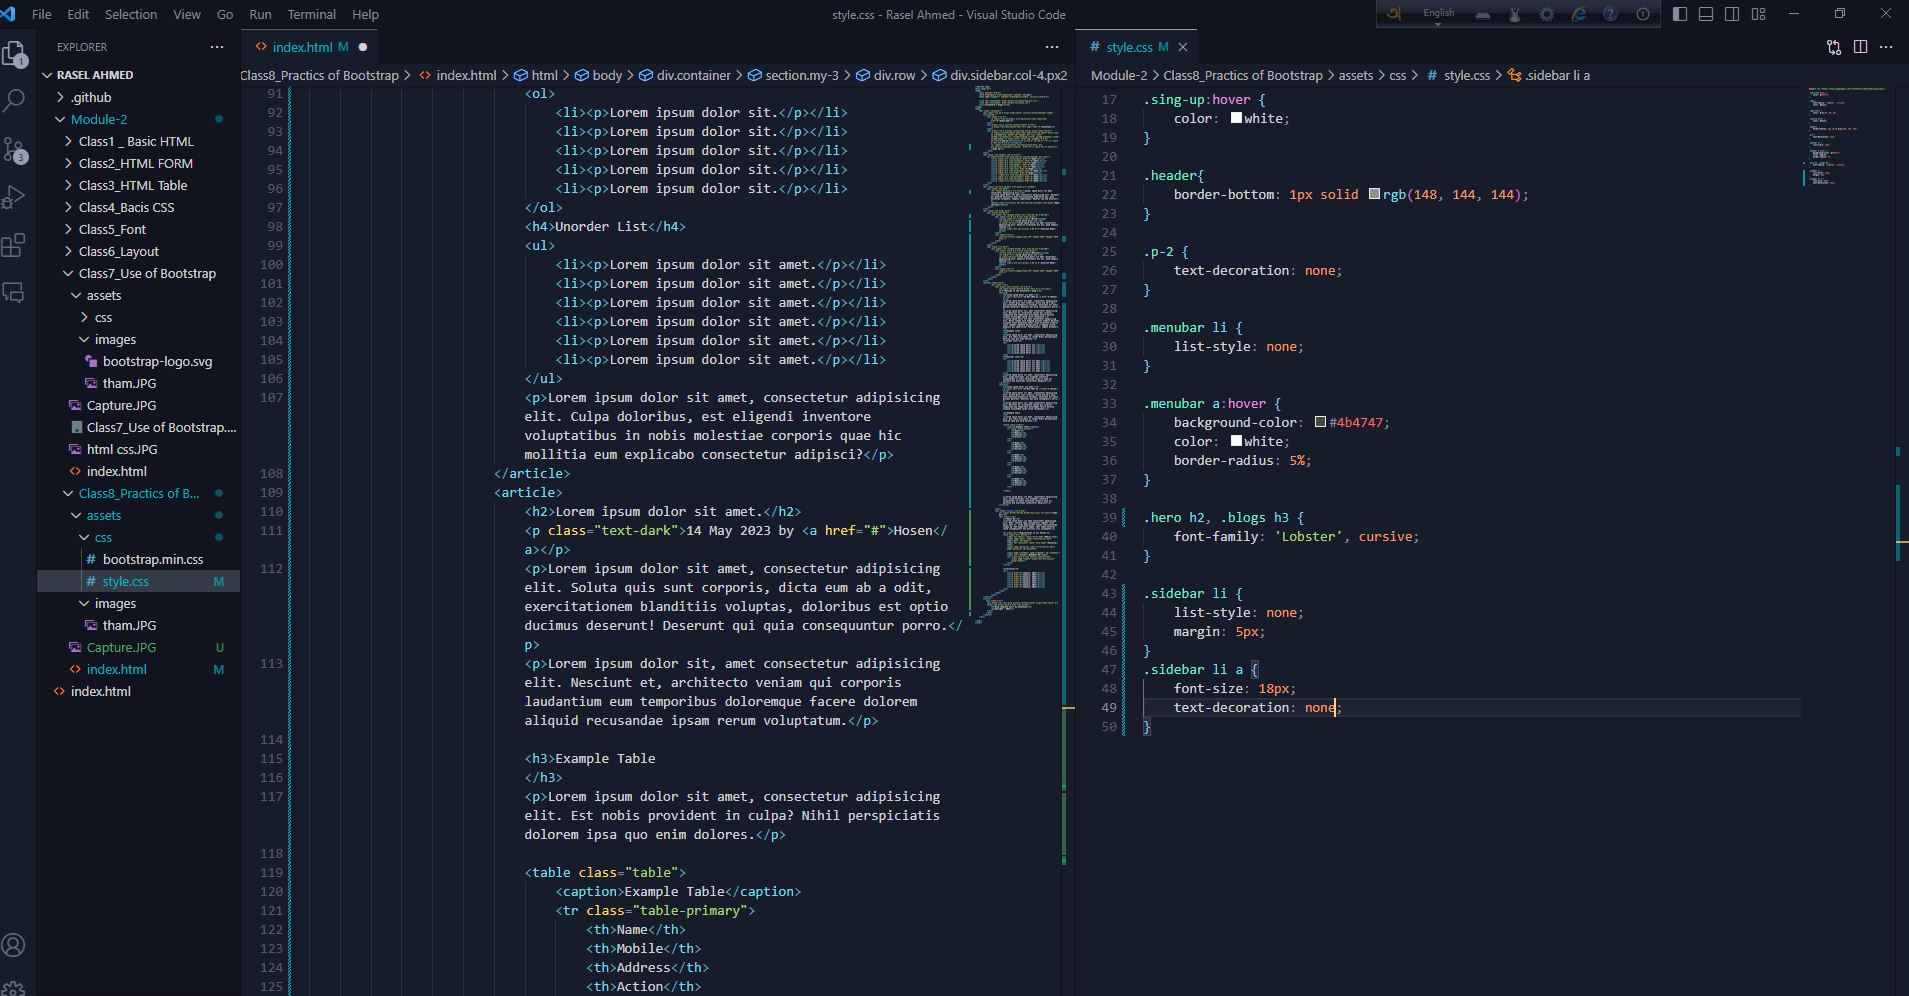 File Edit Selection View Go Run Terminal Help
style.css - Rasel Ahmed - Visual Studio Code
English
EXPLORER
RASEL AHMED
.github
Module-2
Class1 _ Basic HTML
Class2_HTML FORM
Class3_HTML Table
Class4_Bacis CSS
Class5_Font
Class6_Layout
Class7_Use of Bootstrap
assets
css
images
bootstrap-logo.svg
tham.JPG
Capture.JPG
Class7_Use of Bootstrap....
html css.JPG
index.html
Class8_Practics of B...
assets
css
bootstrap.min.css
style.css M
images
tham.JPG
Capture.JPG U
index.html M
index.html
1
3
index.html M
Class8_Practics of Bootstrap > index.html > html > body > div.container > section.my-3 > div.row > div.sidebar.col-4.px2
91 <ol>
92 <li><p>Lorem ipsum dolor sit.</p></li>
93 <li><p>Lorem ipsum dolor sit.</p></li>
94 <li><p>Lorem ipsum dolor sit.</p></li>
95 <li><p>Lorem ipsum dolor sit.</p></li>
96 <li><p>Lorem ipsum dolor sit.</p></li>
97 </ol>
98 <h4>Unorder List</h4>
99 <ul>
100 <li><p>Lorem ipsum dolor sit amet.</p></li>
101 <li><p>Lorem ipsum dolor sit amet.</p></li>
102 <li><p>Lorem ipsum dolor sit amet.</p></li>
103 <li><p>Lorem ipsum dolor sit amet.</p></li>
104 <li><p>Lorem ipsum dolor sit amet.</p></li>
105 <li><p>Lorem ipsum dolor sit amet.</p></li>
106 </ul>
107 <p>Lorem ipsum dolor sit amet, consectetur adipisicing
elit. Culpa doloribus, est eligendi inventore
voluptatibus in nobis molestiae corporis quae hic
mollitia eum explicabo consectetur adipisci?</p>
108 </article>
109 <article>
110 <h2>Lorem ipsum dolor sit amet.</h2>
111 <p class="text-dark">14 May 2023 by <a href="#">Hosen</
a></p>
112 <p>Lorem ipsum dolor sit amet, consectetur adipisicing
elit. Soluta quis sunt corporis, dicta eum ab a odit,
exercitationem blanditiis voluptas, doloribus est optio
ducimus deserunt! Deserunt qui quia consequuntur porro.</
p>
113 <p>Lorem ipsum dolor sit, amet consectetur adipisicing
elit. Nesciunt et, architecto veniam qui corporis
laudantium eum temporibus doloremque facere dolorem
aliquid recusandae ipsam rerum voluptatum.</p>
114
115 <h3>Example Table
116 </h3>
117 <p>Lorem ipsum dolor sit amet, consectetur adipisicing
elit. Est nobis provident in culpa? Nihil perspiciatis
dolorem ipsa quo enim dolores.</p>
118
119 <table class="table">
120 <caption>Example Table</caption>
121 <tr class="table-primary">
122 <th>Name</th>
123 <th>Mobile</th>
124 <th>Address</th>
125 <th>Action</th>
# style.css M
Module-2 > Class8_Practics of Bootstrap > assets > css > # style.css > .sidebar li a
17 .sing-up:hover {
18 color: white;
19 }
20
21 .header{
22 border-bottom: 1px solid rgb(148, 144, 144);
23 }
24
25 .p-2 {
26 text-decoration: none;
27 }
28
29 .menubar li {
30 list-style: none;
31 }
32
33 .menubar a:hover {
34 background-color: #4b4747;
35 color: white;
36 border-radius: 5%;
37 }
38
39 .hero h2, .blogs h3 {
40 font-family: 'Lobster', cursive;
41 }
42
43 .sidebar li {
44 list-style: none;
45 margin: 5px;
46 }
47 .sidebar li a {
48 font-size: 18px;
49 text-decoration: none;
50 }